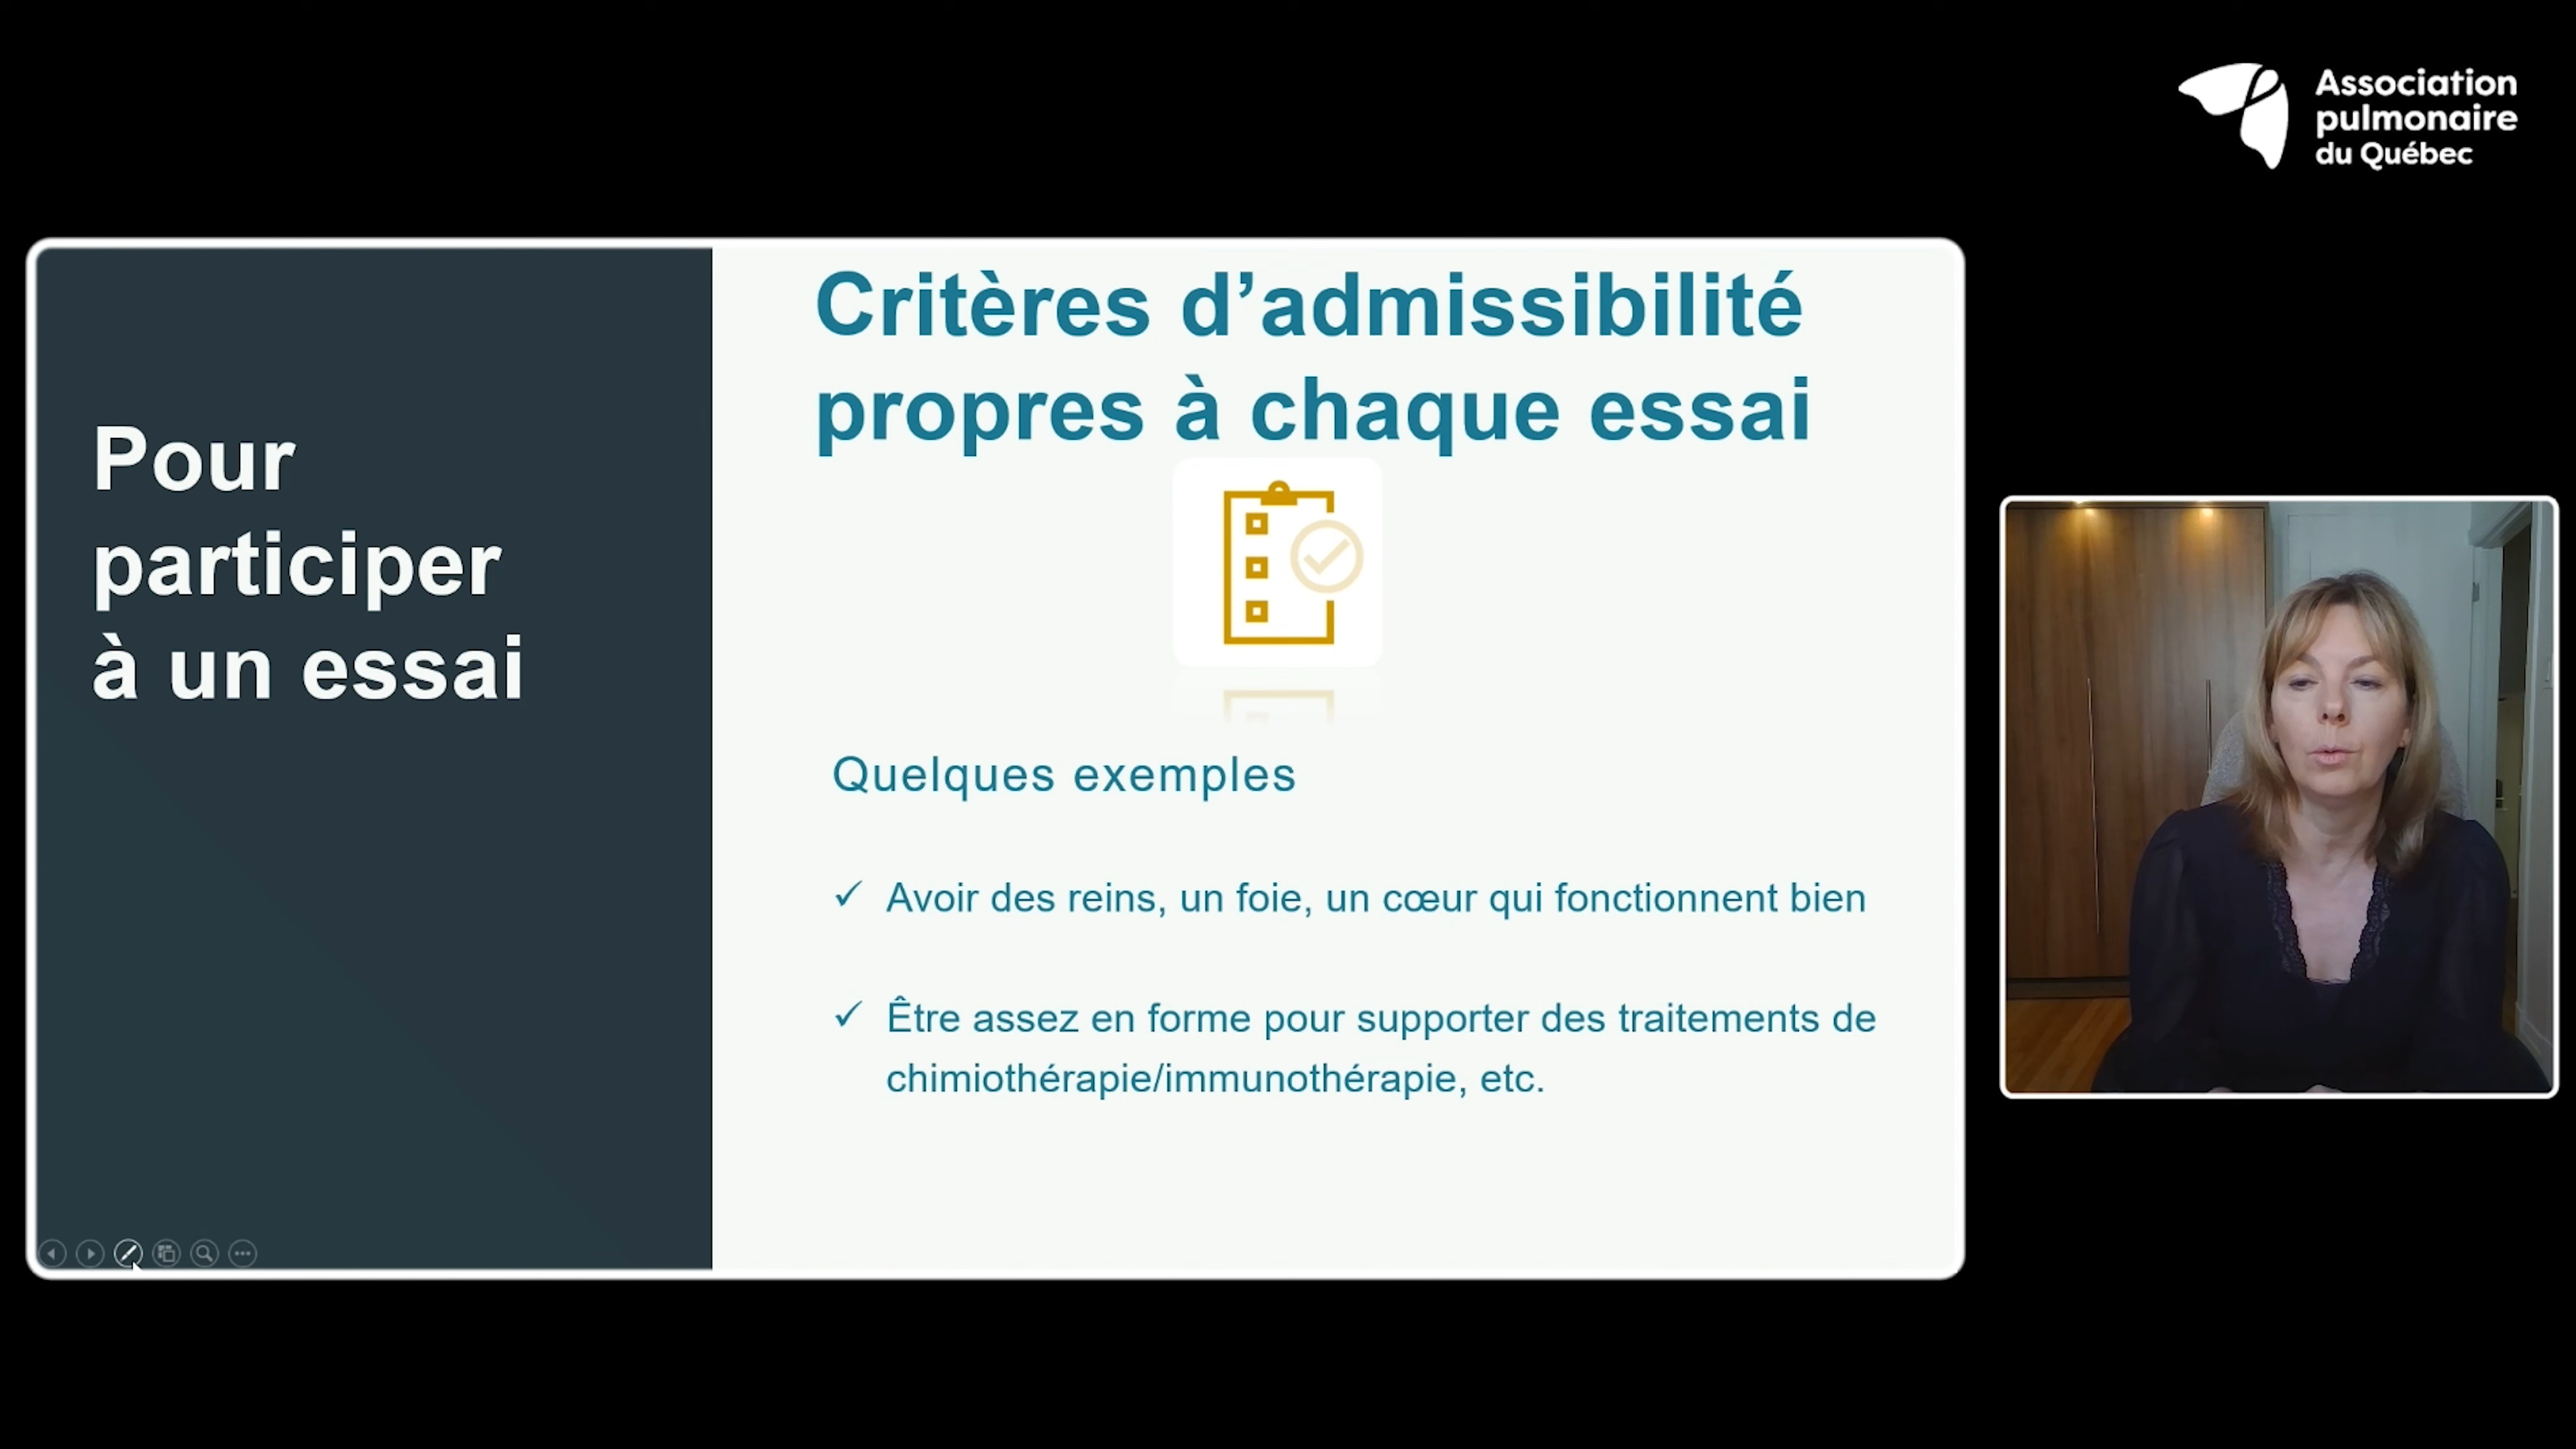 Association
pulmonaire
du Québec
Pour
participer
à un essai
Critères d’admissibilité
propres à chaque essai
Quelques exemples
✓ Avoir des reins, un foie, un cœur qui fonctionnent bien
✓ Être assez en forme pour supporter des traitements de
chimiothérapie/immunothérapie, etc.